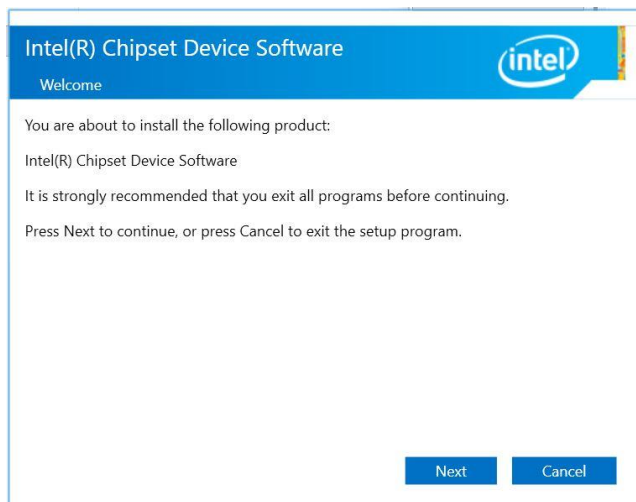 Intel(R) Chipset Device Software
intel
Welcome
You are about to install the following product:
Intel(R) Chipset Device Software
It is strongly recommended that you exit all programs before continuing.
Press Next to continue, or press Cancel to exit the setup program.
Next Cancel